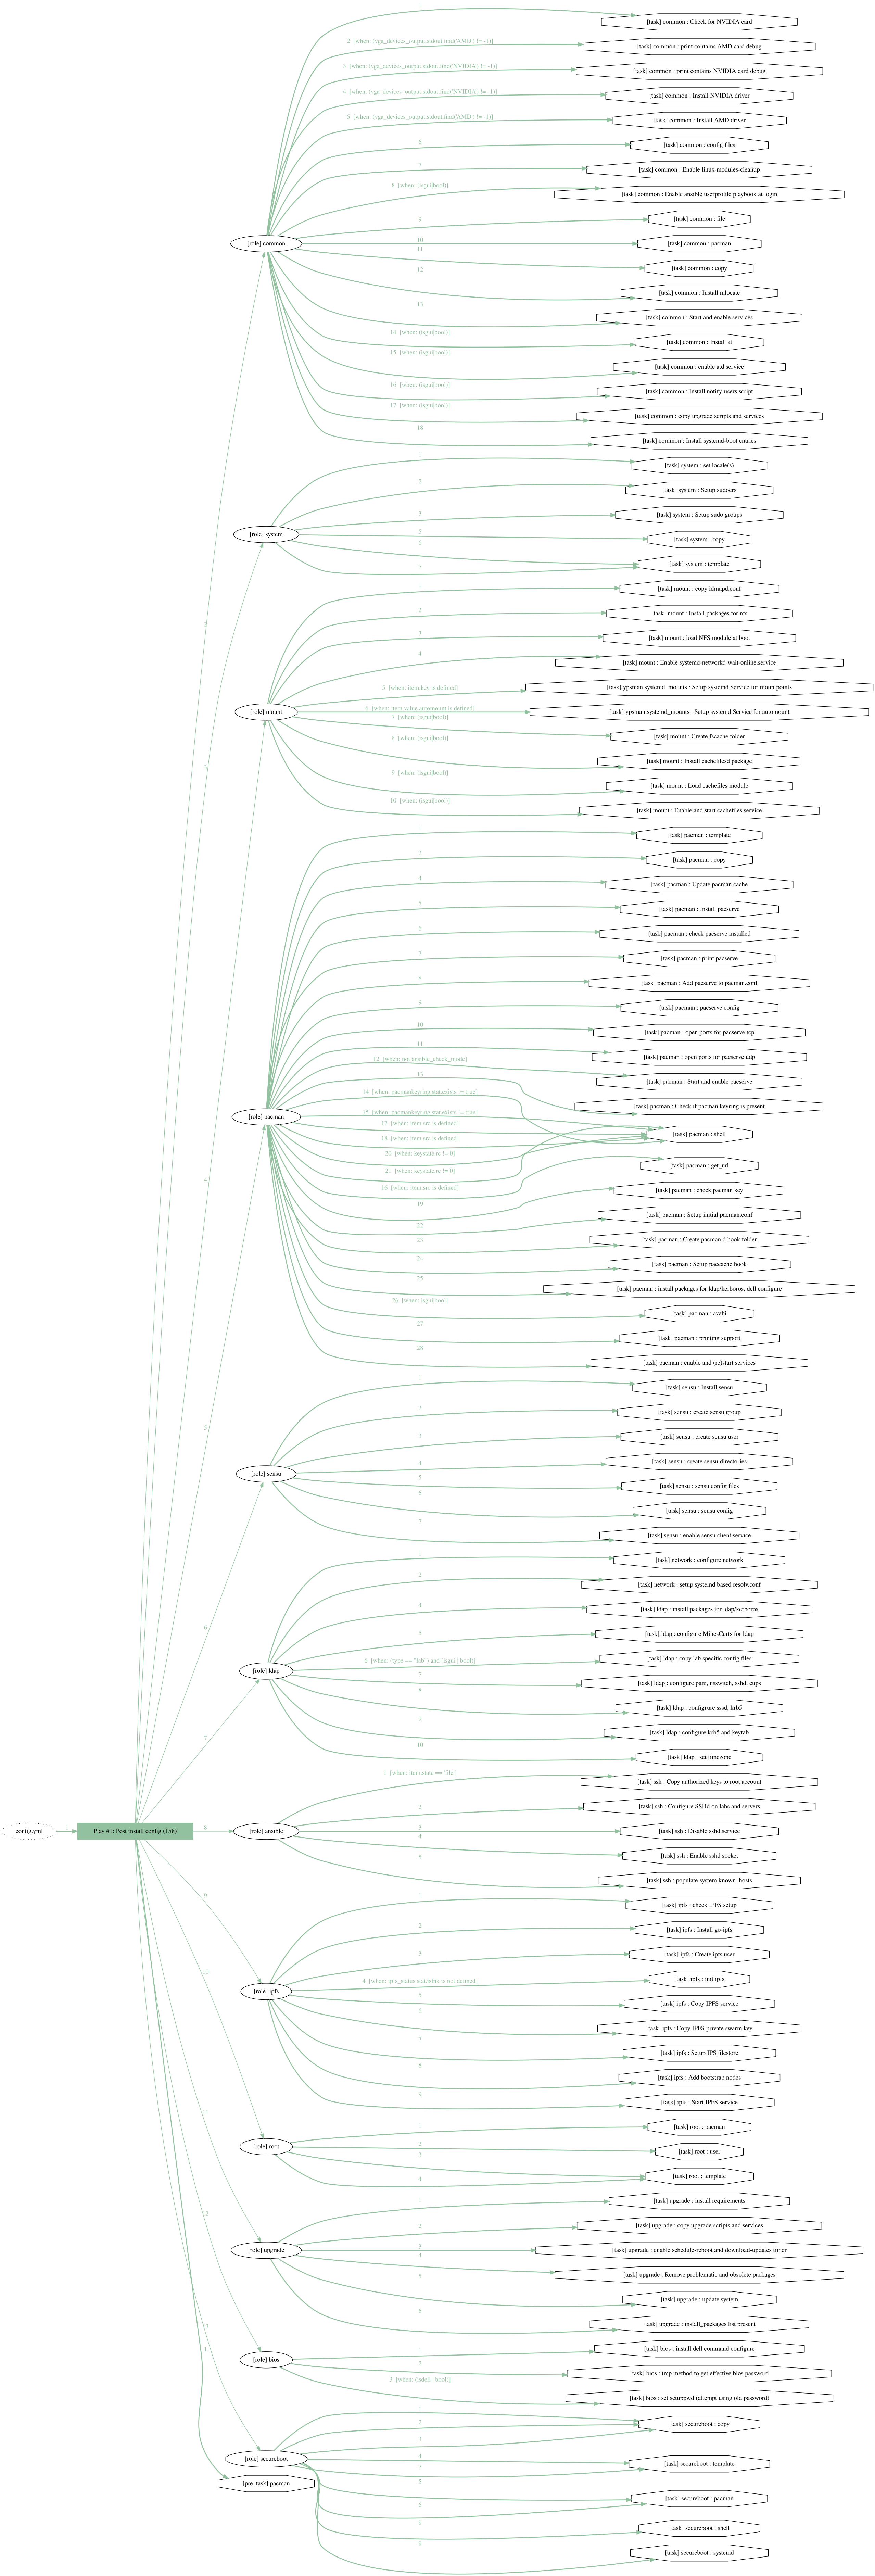 config.yml
1
Play #1: Post install config (158)
1
[pre_task] pacman
2
[role] common
1
[task] common : Check for NVIDIA card
2 [when: (vga_devices_output.stdout.find('AMD') != -1)]
[task] common : print contains AMD card debug
3 [when: (vga_devices_output.stdout.find('NVIDIA') != -1)]
[task] common : print contains NVIDIA card debug
4 [when: (vga_devices_output.stdout.find('NVIDIA') != -1)]
[task] common : Install NVIDIA driver
5 [when: (vga_devices_output.stdout.find('AMD') != -1)]
[task] common : Install AMD driver
6
[task] common : config files
7
[task] common : Enable linux-modules-cleanup
8 [when: (isgui|bool)]
[task] common : Enable ansible userprofile playbook at login
9
[task] common : file
10
[task] common : pacman
11
[task] common : copy
12
[task] common : Install mlocate
13
[task] common : Start and enable services
14 [when: (isgui|bool)]
[task] common : Install at
15 [when: (isgui|bool)]
[task] common : enable atd service
16 [when: (isgui|bool)]
[task] common : Install notify-users script
17 [when: (isgui|bool)]
[task] common : copy upgrade scripts and services
18
[task] common : Install systemd-boot entries
3
[role] system
1
[task] system : set locale(s)
2
[task] system : Setup sudoers
3
[task] system : Setup sudo groups
5
[task] system : copy
6
[task] system : template
7
4
[role] mount
1
[task] mount : copy idmapd.conf
2
[task] mount : Install packages for nfs
3
[task] mount : load NFS module at boot
4
[task] mount : Enable systemd-networkd-wait-online.service
5 [when: item.key is defined]
[task] ypsman.systemd_mounts : Setup systemd Service for mountpoints
6 [when: item.value.automount is defined]
[task] ypsman.systemd_mounts : Setup systemd Service for automount
7 [when: (isgui|bool)]
[task] mount : Create fscache folder
8 [when: (isgui|bool)]
[task] mount : Install cachefilesd package
9 [when: (isgui|bool)]
[task] mount : Load cachefiles module
10 [when: (isgui|bool)]
[task] mount : Enable and start cachefiles service
5
[role] pacman
1
[task] pacman : template
2
[task] pacman : copy
4
[task] pacman : Update pacman cache
5
[task] pacman : Install pacserve
6
[task] pacman : check pacserve installed
7
[task] pacman : print pacserve
8
[task] pacman : Add pacserve to pacman.conf
9
[task] pacman : pacserve config
10
[task] pacman : open ports for pacserve tcp
11
[task] pacman : open ports for pacserve udp
12 [when: not ansible_check_mode]
[task] pacman : Start and enable pacserve
13
[task] pacman : Check if pacman keyring is present
14 [when: pacmankeyring.stat.exists != true]
15 [when: pacmankeyring.stat.exists != true]
[task] pacman : shell
17 [when: item.src is defined]
18 [when: item.src is defined]
20 [when: keystate.rc != 0]
21 [when: keystate.rc != 0]
16 [when: item.src is defined]
[task] pacman : get_url
19
[task] pacman : check pacman key
22
[task] pacman : Setup initial pacman.conf
23
[task] pacman : Create pacman.d hook folder
24
[task] pacman : Setup paccache hook
25
[task] pacman : install packages for ldap/kerboros, dell configure
26 [when: isgui|bool]
[task] pacman : avahi
27
[task] pacman : printing support
28
[task] pacman : enable and (re)start services
6
[role] sensu
1
[task] sensu : Install sensu
2
[task] sensu : create sensu group
3
[task] sensu : create sensu user
4
[task] sensu : create sensu directories
5
[task] sensu : sensu config files
6
[task] sensu : sensu config
7
[task] sensu : enable sensu client service
7
[role] ldap
1
[task] network : configure network
2
[task] network : setup systemd based resolv.conf
4
[task] ldap : install packages for ldap/kerboros
5
[task] ldap : configure MinesCerts for ldap
6 [when: (type == "lab") and (isgui | bool)]
[task] ldap : copy lab specific config files
7
[task] ldap : configure pam, nsswitch, sshd, cups
8
[task] ldap : configrure sssd, krb5
9
[task] ldap : configure krb5 and keytab
10
[task] ldap : set timezone
8
[role] ansible
1 [when: item.state == 'file']
[task] ssh : Copy authorized keys to root account
2
[task] ssh : Configure SSHd on labs and servers
3
[task] ssh : Disable sshd.service
4
[task] ssh : Enable sshd socket
5
[task] ssh : populate system known_hosts
9
[role] ipfs
1
[task] ipfs : check IPFS setup
2
[task] ipfs : Install go-ipfs
3
[task] ipfs : Create ipfs user
4 [when: ipfs_status.stat.islnk is not defined]
[task] ipfs : init ipfs
5
[task] ipfs : Copy IPFS service
6
[task] ipfs : Copy IPFS private swarm key
7
[task] ipfs : Setup IPS filestore
8
[task] ipfs : Add bootstrap nodes
9
[task] ipfs : Start IPFS service
10
[role] root
1
[task] root : pacman
2
[task] root : user
3
[task] root : template
4
11
[role] upgrade
1
[task] upgrade : install requirements
2
[task] upgrade : copy upgrade scripts and services
3
[task] upgrade : enable schedule-reboot and download-updates timer
4
[task] upgrade : Remove problematic and obsolete packages
5
[task] upgrade : update system
6
[task] upgrade : install_packages list present
12
[role] bios
1
[task] bios : install dell command configure
2
[task] bios : tmp method to get effective bios password
3 [when: (isdell | bool)]
[task] bios : set setuppwd (attempt using old password)
13
[role] secureboot
1
[task] secureboot : copy
2
3
4
[task] secureboot : template
7
5
[task] secureboot : pacman
6
8
[task] secureboot : shell
9
[task] secureboot : systemd